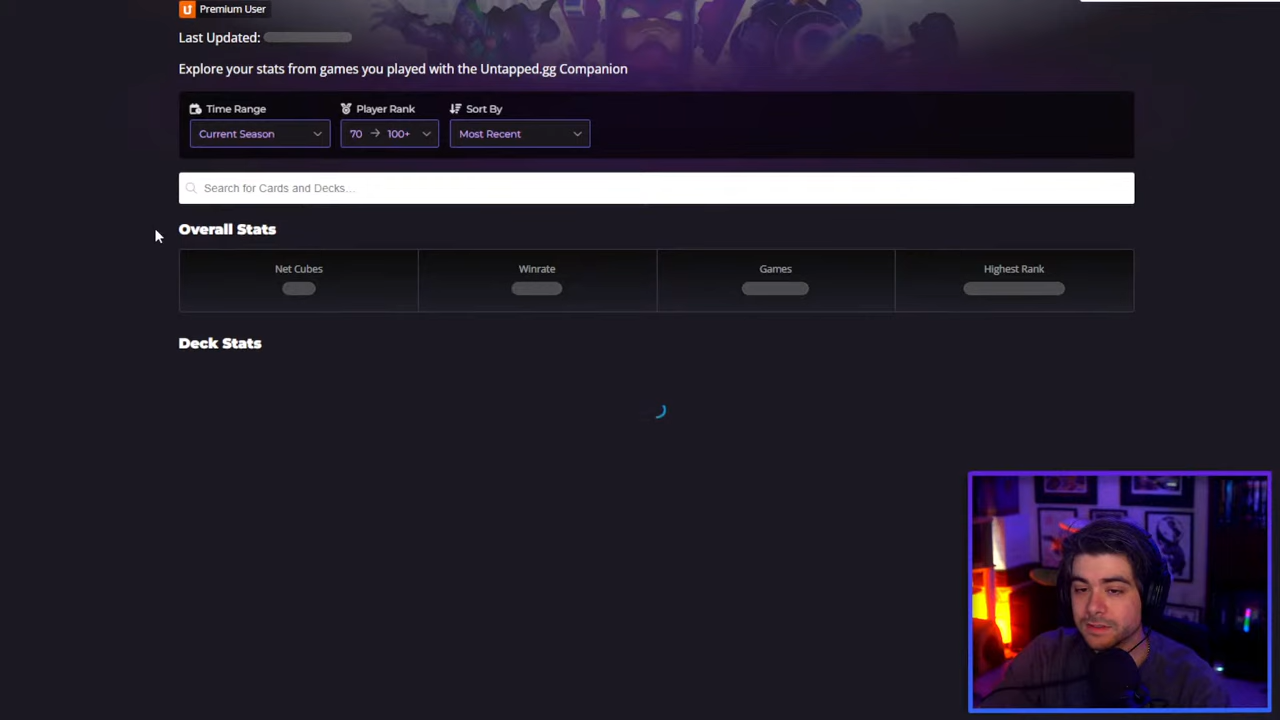 Premium User
Last Updated:
Explore your stats from games you played with the Untapped.gg Companion
Time Range
Player Rank
Sort By
Current Season
70 → 100+
Most Recent
Search for Cards and Decks...
Overall Stats
Net Cubes
Winrate
Games
Highest Rank
Deck Stats